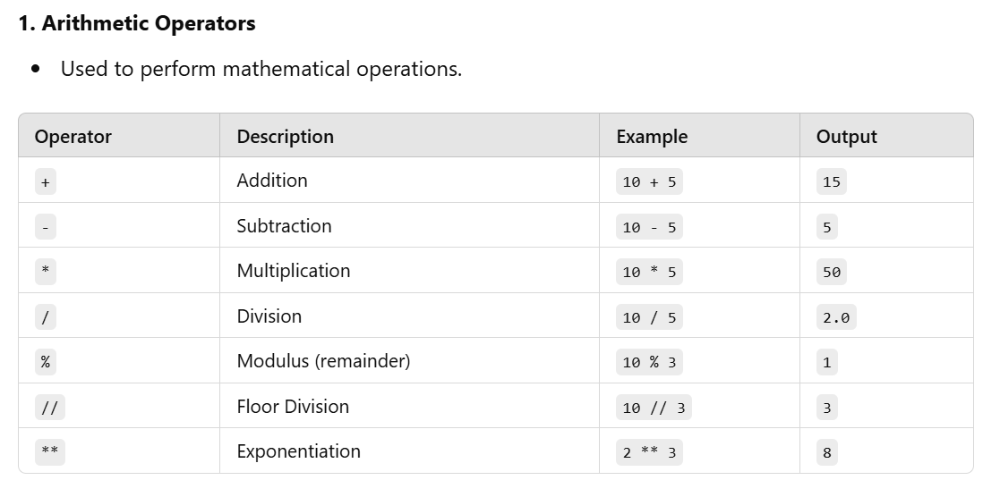 1. Arithmetic Operators
• Used to perform mathematical operations.
Operator Description Example Output
+ Addition 10 + 5 15
- Subtraction 10 - 5 5
* Multiplication 10 * 5 50
/ Division 10 / 5 2.0
% Modulus (remainder) 10 % 3 1
// Floor Division 10 // 3 3
** Exponentiation 2 ** 3 8